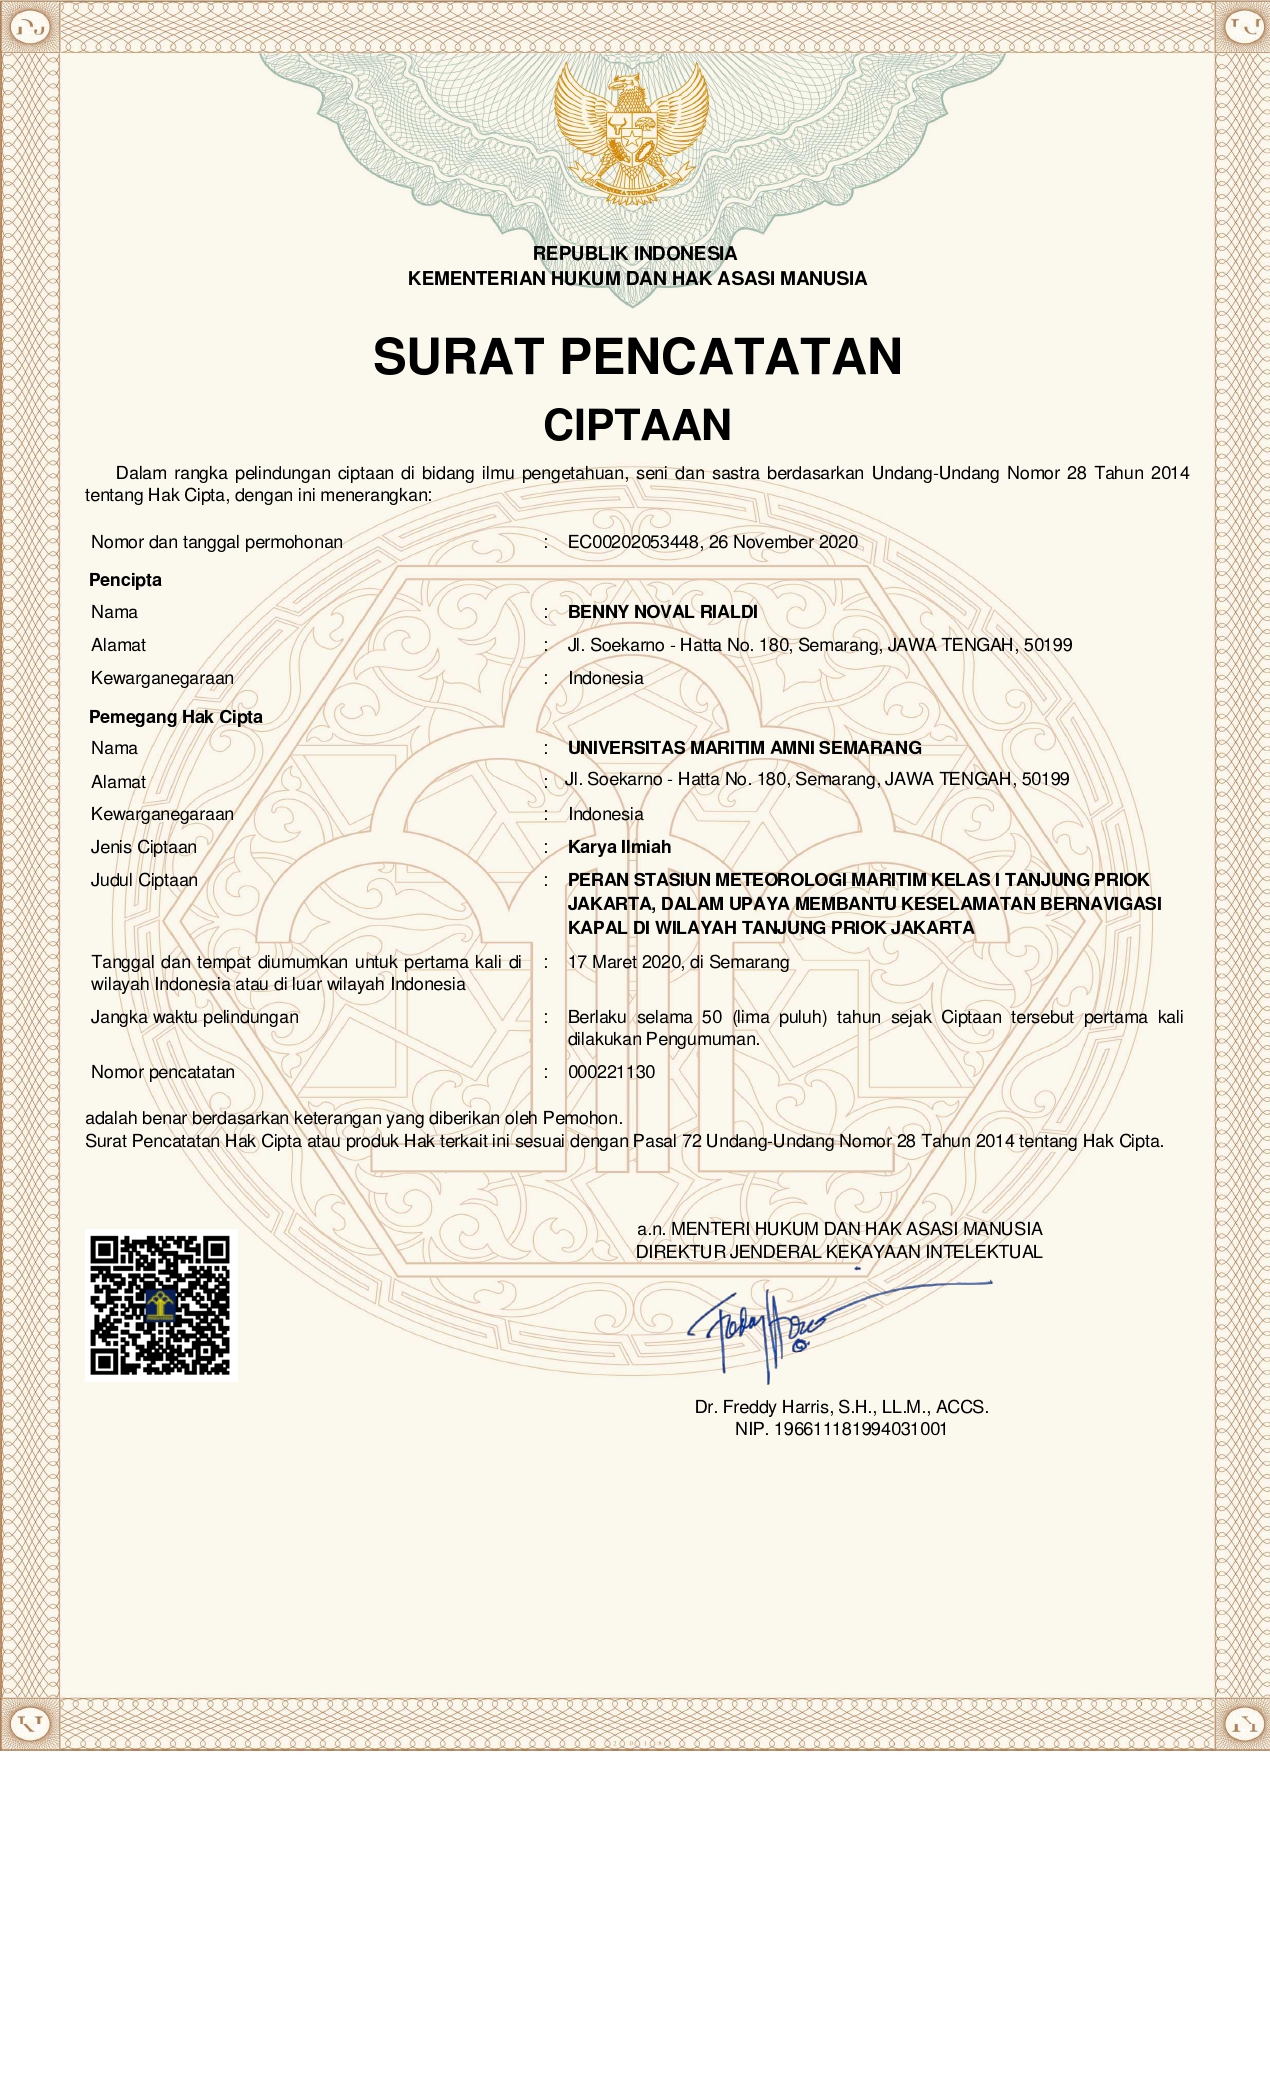 REPUBLIK INDONESIA
KEMENTERIAN HUKUM DAN HAK ASASI MANUSIA
SURAT PENCATATAN
CIPTAAN
Dalam rangka pelindungan ciptaan di bidang ilmu pengetahuan, seni dan sastra berdasarkan Undang-Undang Nomor 28 Tahun 2014
tentang Hak Cipta, dengan ini menerangkan:
Nomor dan tanggal permohonan : EC00202053448, 26 November 2020
Pencipta
Nama : BENNY NOVAL RIALDI
Alamat : Jl. Soekarno - Hatta No. 180, Semarang, JAWA TENGAH, 50199
Kewarganegaraan : Indonesia
Pemegang Hak Cipta
Nama : UNIVERSITAS MARITIM AMNI SEMARANG
Alamat : Jl. Soekarno - Hatta No. 180, Semarang, JAWA TENGAH, 50199
Kewarganegaraan : Indonesia
Jenis Ciptaan : Karya Ilmiah
Judul Ciptaan : PERAN STASIUN METEOROLOGI MARITIM KELAS I TANJUNG PRIOK
JAKARTA, DALAM UPAYA MEMBANTU KESELAMATAN BERNAVIGASI
KAPAL DI WILAYAH TANJUNG PRIOK JAKARTA
Tanggal dan tempat diumumkan untuk pertama kali di : 17 Maret 2020, di Semarang
wilayah Indonesia atau di luar wilayah Indonesia
Jangka waktu pelindungan : Berlaku selama 50 (lima puluh) tahun sejak Ciptaan tersebut pertama kali
dilakukan Pengumuman.
Nomor pencatatan : 000221130
adalah benar berdasarkan keterangan yang diberikan oleh Pemohon.
Surat Pencatatan Hak Cipta atau produk Hak terkait ini sesuai dengan Pasal 72 Undang-Undang Nomor 28 Tahun 2014 tentang Hak Cipta.
a.n. MENTERI HUKUM DAN HAK ASASI MANUSIA
DIREKTUR JENDERAL KEKAYAAN INTELEKTUAL
Dr. Freddy Harris, S.H., LL.M., ACCS.
NIP. 196611181994031001